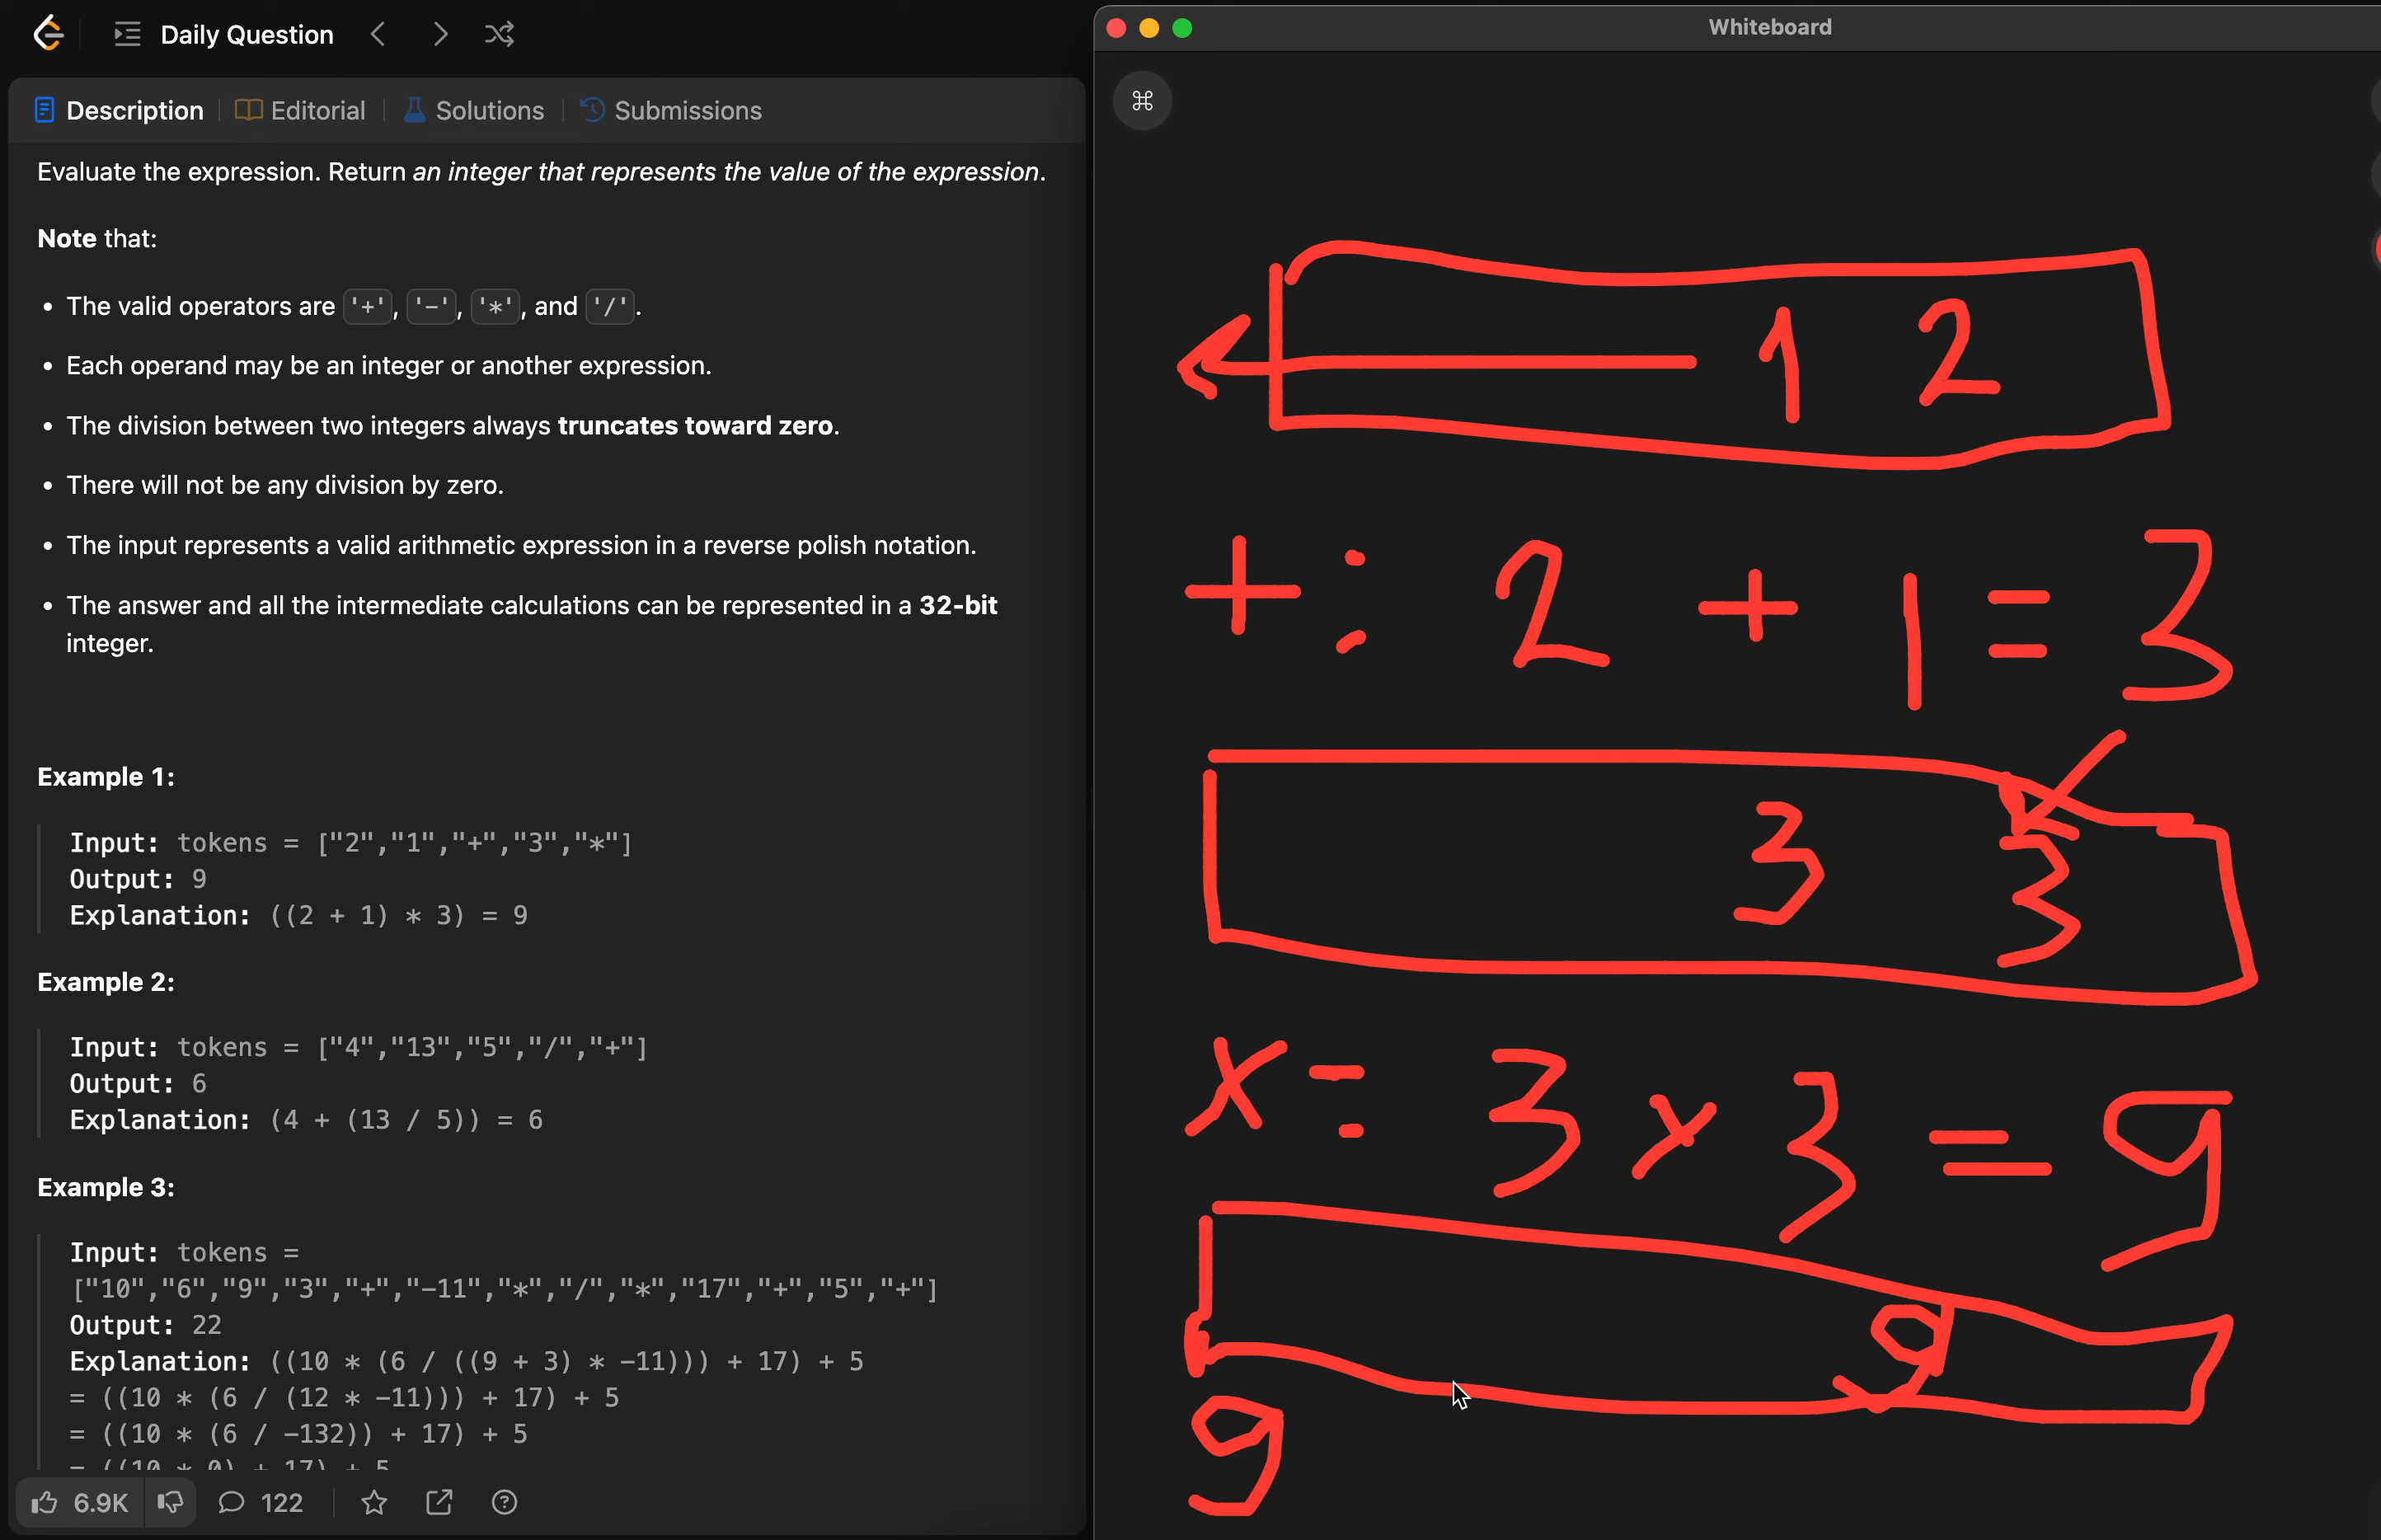 Daily Question
Description
Editorial
Solutions
Submissions
Evaluate the expression. Return an integer that represents the value of the expression.
Note that:
• The valid operators are '+', '-', '*', and '/'.
• Each operand may be an integer or another expression.
• The division between two integers always truncates toward zero.
• There will not be any division by zero.
• The input represents a valid arithmetic expression in a reverse polish notation.
• The answer and all the intermediate calculations can be represented in a 32-bit
integer.
Example 1:
Input: tokens = ["2","1","+","3","*"]
Output: 9
Explanation: ((2 + 1) * 3) = 9
Example 2:
Input: tokens = ["4","13","5","/","+"]
Output: 6
Explanation: (4 + (13 / 5)) = 6
Example 3:
Input: tokens =
["10","6","9","3","+","-11","*","/","*","17","+","5","+"]
Output: 22
Explanation: ((10 * (6 / ((9 + 3) * -11))) + 17) + 5
= ((10 * (6 / (12 * -11))) + 17) + 5
= ((10 * (6 / -132)) + 17) + 5
= ((10 * 0) + 17) + 5
6.9K
122
Whiteboard
⌘
1 2
+: 2 + 1 = 3
3 3
x: 3 x 3 = 9
9
9